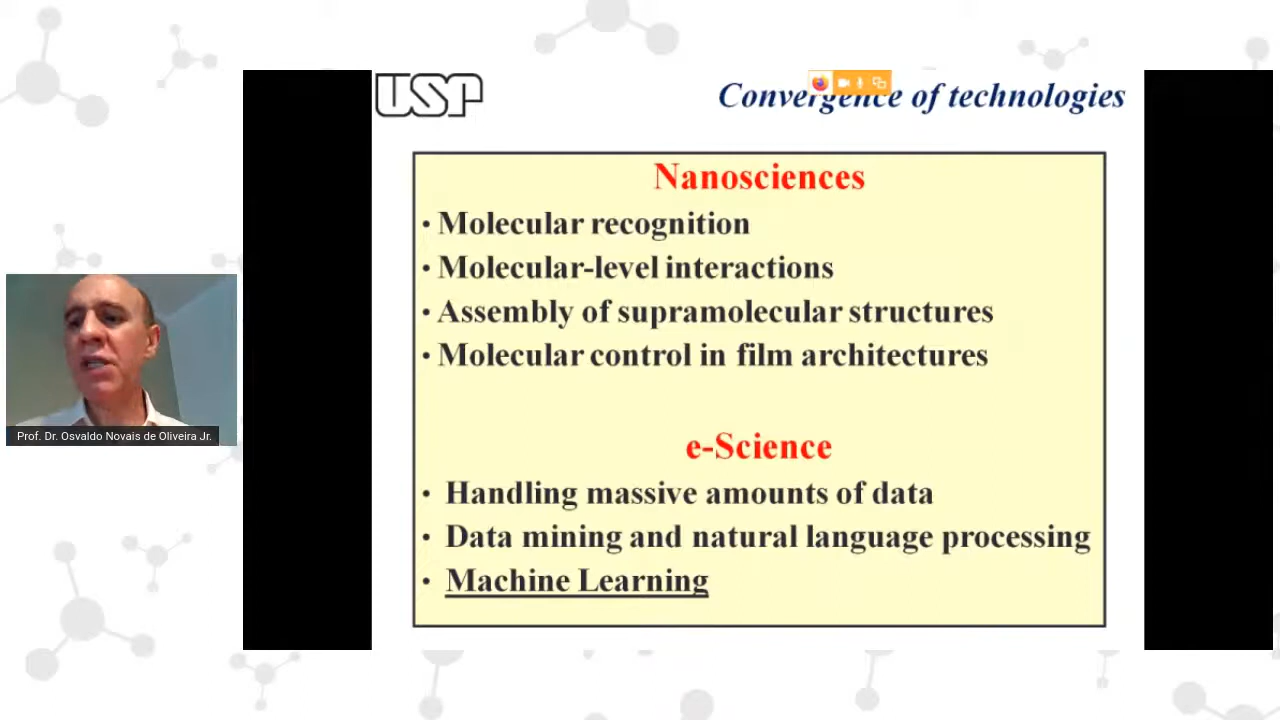 USP
Convergence of technologies
Nanosciences
• Molecular recognition
• Molecular-level interactions
• Assembly of supramolecular structures
• Molecular control in film architectures
e-Science
• Handling massive amounts of data
• Data mining and natural language processing
• Machine Learning
Prof. Dr. Osvaldo Novais de Oliveira Jr.